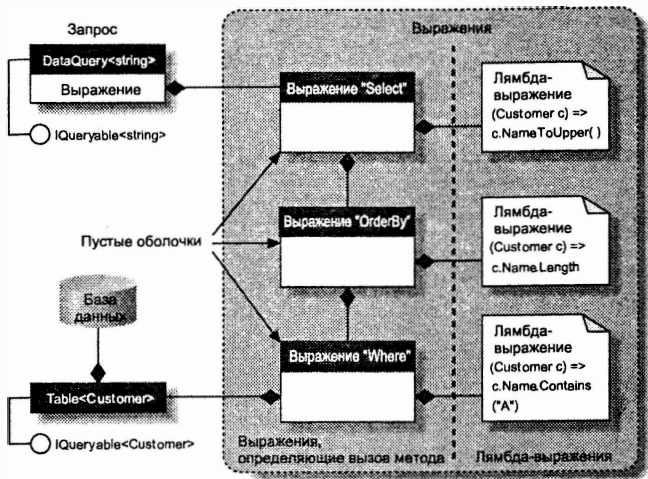 Запрос
Выражения
DataQuery<string>
Выражение
IQueryable<string>
Выражение "Select"
Лямбда-
выражение
(Customer c) =>
c.NameToUpper( )
Пустые оболочки
Выражение "OrderBy"
Лямбда-
выражение
(Customer c) =>
c.Name.Length
База
данных
Выражение "Where"
Лямбда-
выражение
(Customer c) =>
c.Name.Contains
("A")
Table<Customer>
IQueryable<Customer>
Выражения,
определяющие вызов метода
Лямбда-выражения